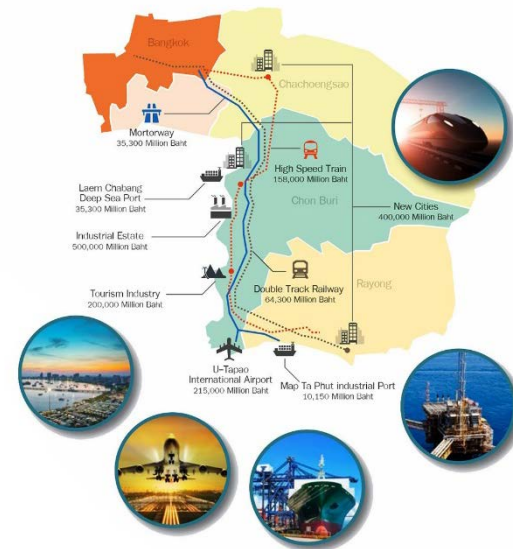 Bangkok
Chachoengsao
Mortorway
35,300 Million Baht
High Speed Train
158,000 Million Baht
Laem Chabang
Deep Sea Port
35,300 Million Baht
Chon Buri
New Cities
400,000 Million Baht
Industrial Estate
500,000 Million Baht
Tourism Industry
200,000 Million Baht
Double Track Railway
64,300 Million Baht
Rayong
U-Tapao
International Airport
215,000 Million Baht
Map Ta Phut industrial Port
10,150 Million Baht